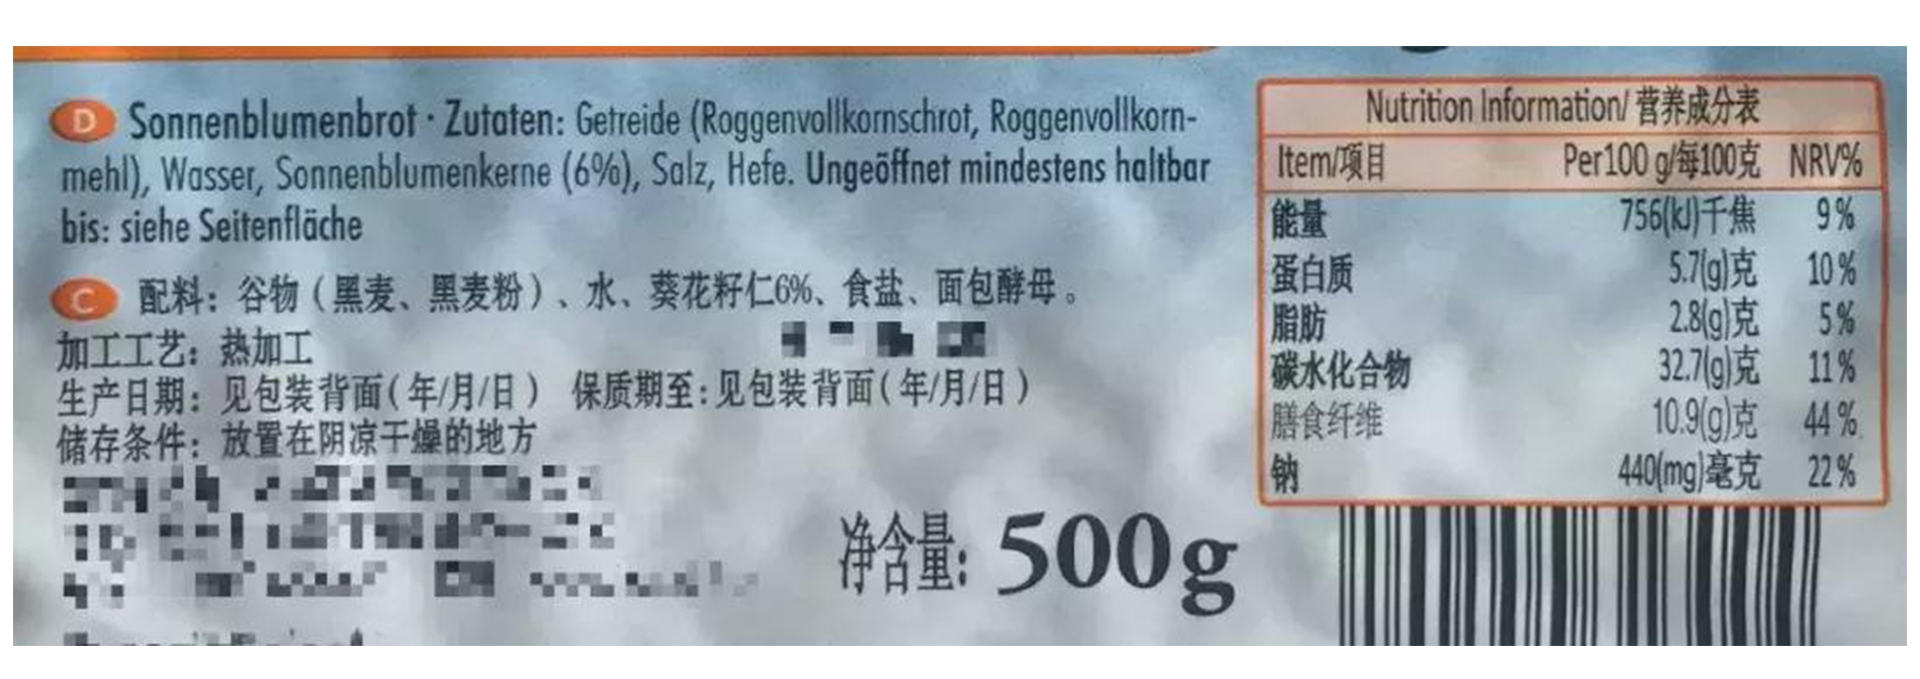 D Sonnenblumenbrot · Zutaten: Getreide (Roggenvollkornschrot, Roggenvollkorn-
mehl), Wasser, Sonnenblumenkerne (6%), Salz, Hefe. Ungeöffnet mindestens haltbar
bis: siehe Seitenfläche
C 配料：谷物（黑麦、黑麦粉）、水、葵花籽仁6%、食盐、面包酵母。
加工工艺：热加工
生产日期：见包装背面(年/月/日) 保质期至：见包装背面(年/月/日)
储存条件：放置在阴凉干燥的地方
净含量：500g
Nutrition Information/ 营养成分表
Item/项目 Per100 g/每100克 NRV%
能量 756(kJ)千焦 9%
蛋白质 5.7(g)克 10%
脂肪 2.8(g)克 5%
碳水化合物 32.7(g)克 11%
膳食纤维 10.9(g)克 44%
钠 440(mg)毫克 22%